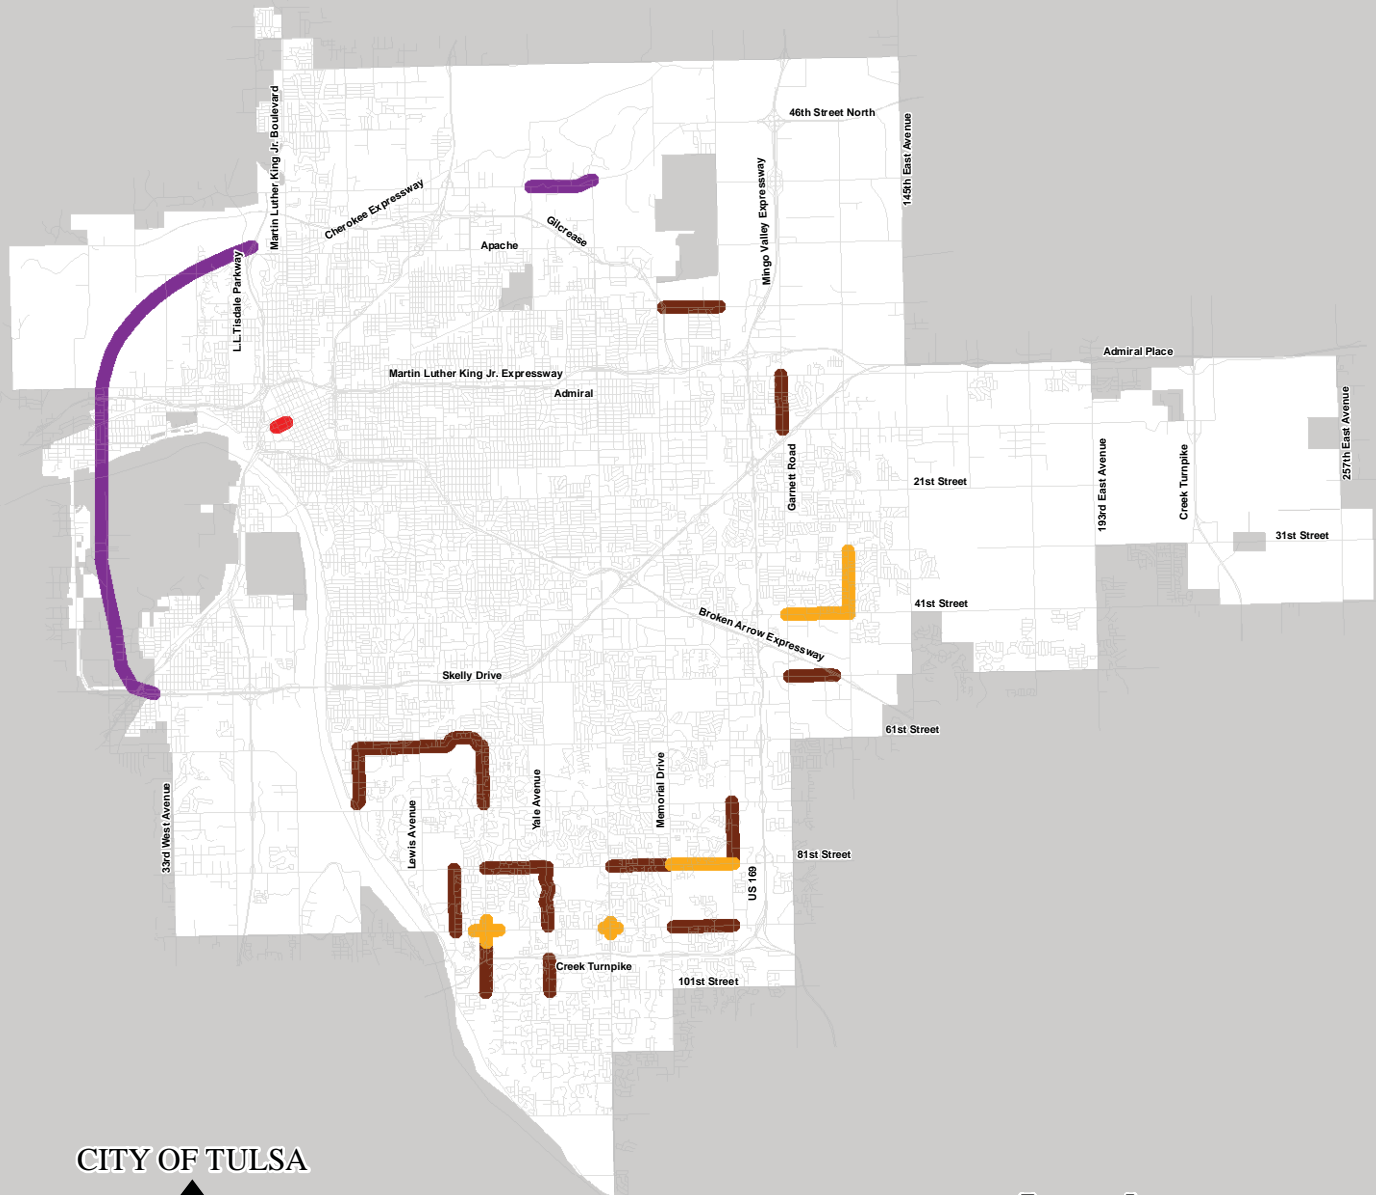 46th Street North
145th East Avenue
Martin Luther King Jr. Boulevard
Cherokee Expressway
Mingo Valley Expressway
Gilcrease
Apache
L.L.Tisdale Parkway
Admiral Place
Martin Luther King Jr. Expressway
Admiral
257th East Avenue
Garnett Road
193rd East Avenue
Creek Turnpike
21st Street
31st Street
41st Street
Broken Arrow Expressway
Skelly Drive
61st Street
33rd West Avenue
Lewis Avenue
Yale Avenue
Memorial Drive
81st Street
US 169
Creek Turnpike
101st Street
CITY OF TULSA